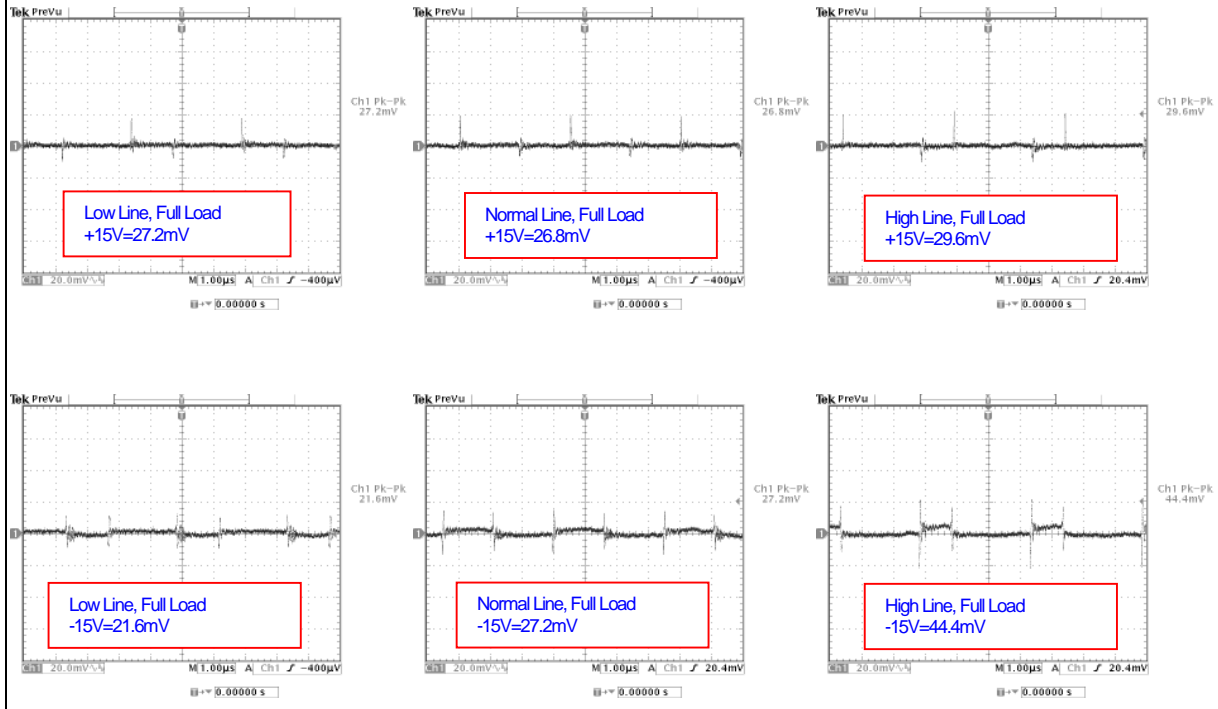 Tek PreVu
Ch1 Pk-Pk
27.2mV
1
Low Line, Full Load
+15V=27.2mV
Ch1 20.0mV M 1.00µs A Ch1 -400µV
0.00000 s
Tek PreVu
Ch1 Pk-Pk
26.8mV
1
Normal Line, Full Load
+15V=26.8mV
Ch1 20.0mV M 1.00µs A Ch1 -400µV
0.00000 s
Tek PreVu
Ch1 Pk-Pk
29.6mV
1
High Line, Full Load
+15V=29.6mV
Ch1 20.0mV M 1.00µs A Ch1 20.4mV
0.00000 s
Tek PreVu
Ch1 Pk-Pk
21.6mV
1
Low Line, Full Load
-15V=21.6mV
Ch1 20.0mV M 1.00µs A Ch1 -400µV
0.00000 s
Tek PreVu
Ch1 Pk-Pk
27.2mV
1
Normal Line, Full Load
-15V=27.2mV
Ch1 20.0mV M 1.00µs A Ch1 20.4mV
0.00000 s
Tek PreVu
Ch1 Pk-Pk
44.4mV
1
High Line, Full Load
-15V=44.4mV
Ch1 20.0mV M 1.00µs A Ch1 20.4mV
0.00000 s